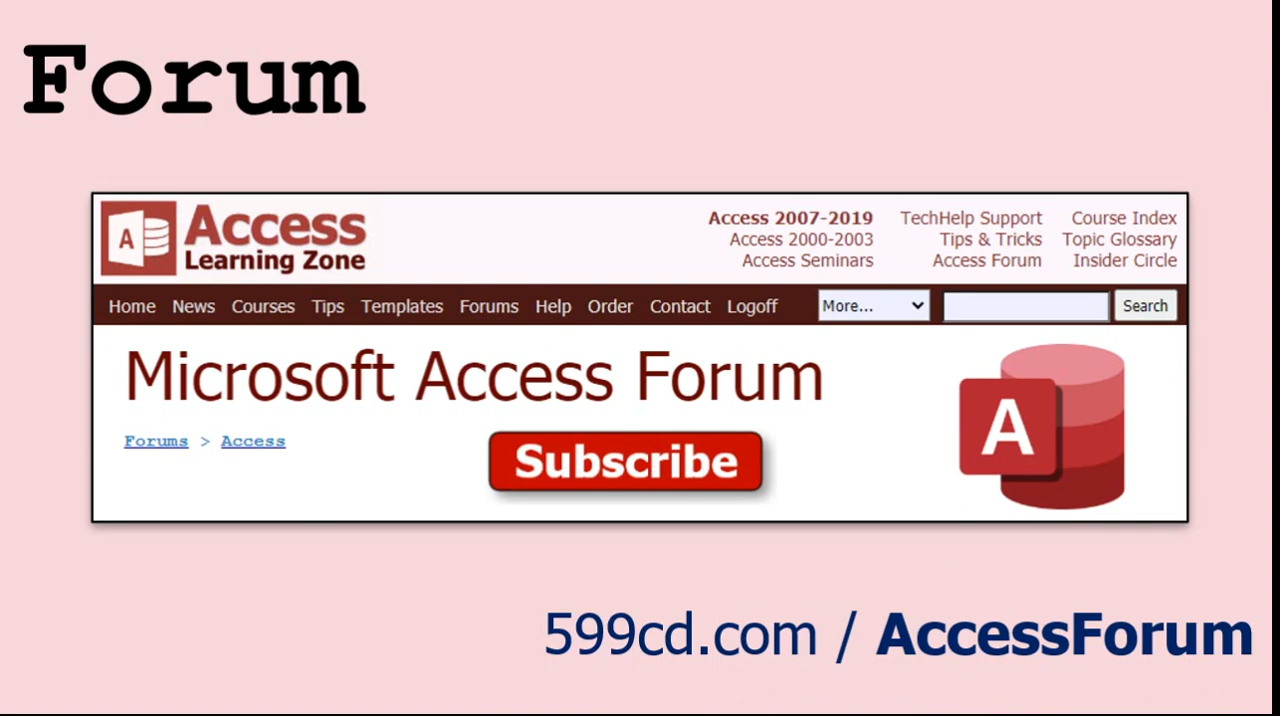 Forum
A
Access
Learning Zone
Access 2007-2019 TechHelp Support Course Index
Access 2000-2003 Tips & Tricks Topic Glossary
Access Seminars Access Forum Insider Circle
Home News Courses Tips Templates Forums Help Order Contact Logoff More... Search
Microsoft Access Forum
Forums > Access
Subscribe
A
599cd.com / AccessForum